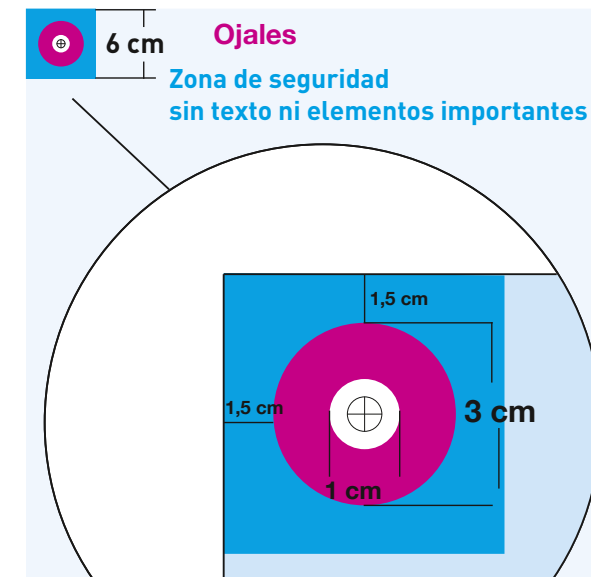 6 cm
Ojales
Zona de seguridad
sin texto ni elementos importantes
1,5 cm
1,5 cm
3 cm
1 cm